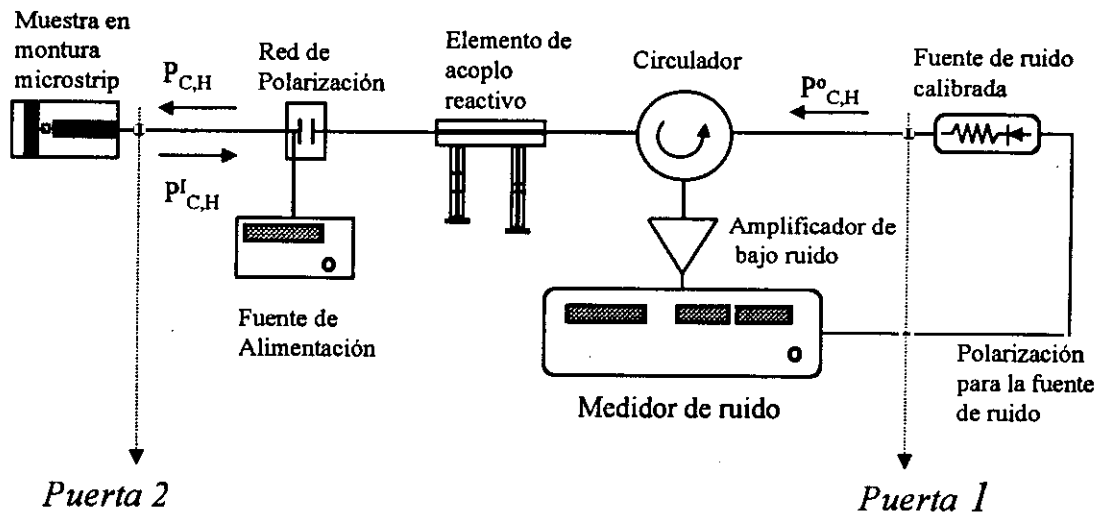 Muestra en
montura
microstrip
P_C,H
P^I_C,H
Red de
Polarización
Fuente de
Alimentación
Elemento de
acoplo
reactivo
Circulador
P^o_C,H
Fuente de ruido
calibrada
Amplificador de
bajo ruido
Medidor de ruido
Polarización
para la fuente
de ruido
Puerta 2
Puerta 1